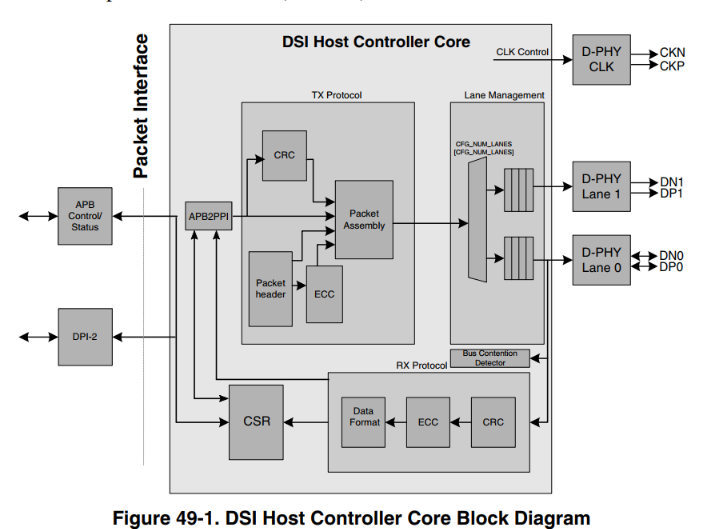 DSI Host Controller Core
CLK Control
D-PHY
CLK
CKN
CKP
Packet Interface
TX Protocol
Lane Management
CRC
CFG_NUM_LANES
[CFG_NUM_LANES]
D-PHY
Lane 1
DN1
DP1
APB
Control/
Status
APB2PPI
Packet
Assembly
D-PHY
Lane 0
DN0
DP0
Packet
header
ECC
DPI-2
Bus Contention
Detector
RX Protocol
CSR
Data
Format
ECC
CRC
Figure 49-1. DSI Host Controller Core Block Diagram